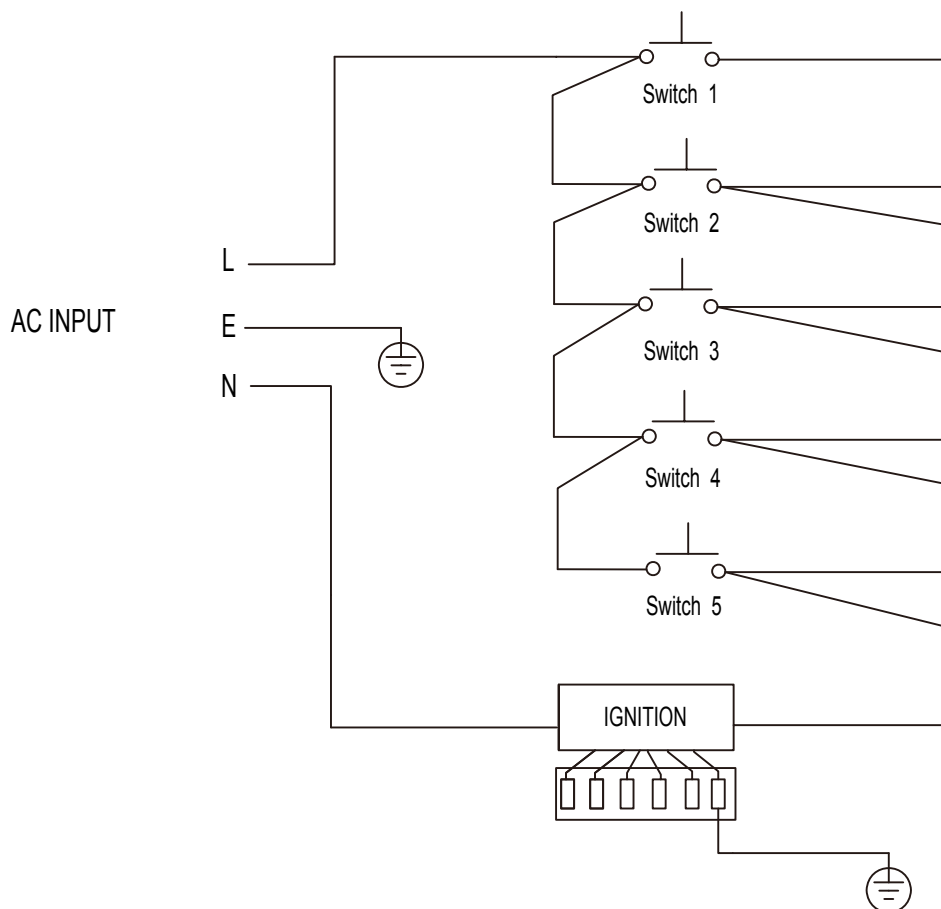 Switch 1
Switch 2
L
AC INPUT
E
Switch 3
N
Switch 4
Switch 5
IGNITION